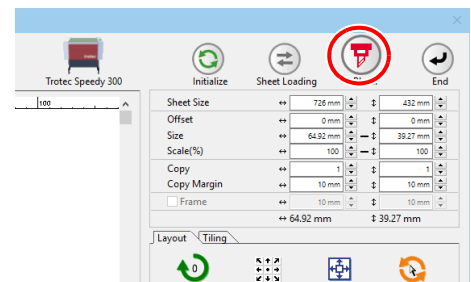 Trotec Speedy 300
Initialize
Sheet Loading
End
100
Sheet Size ↔ 726 mm ↕ 432 mm
Offset ↔ 0 mm ↕ 0 mm
Size ↔ 64.92 mm ↕ 39.27 mm
Scale(%) ↔ 100 ↕ 100
Copy ↔ 1 ↕ 1
Copy Margin ↔ 10 mm ↕ 10 mm
Frame ↔ 10 mm ↕ 10 mm
↔ 64.92 mm ↕ 39.27 mm
Layout Tiling
0